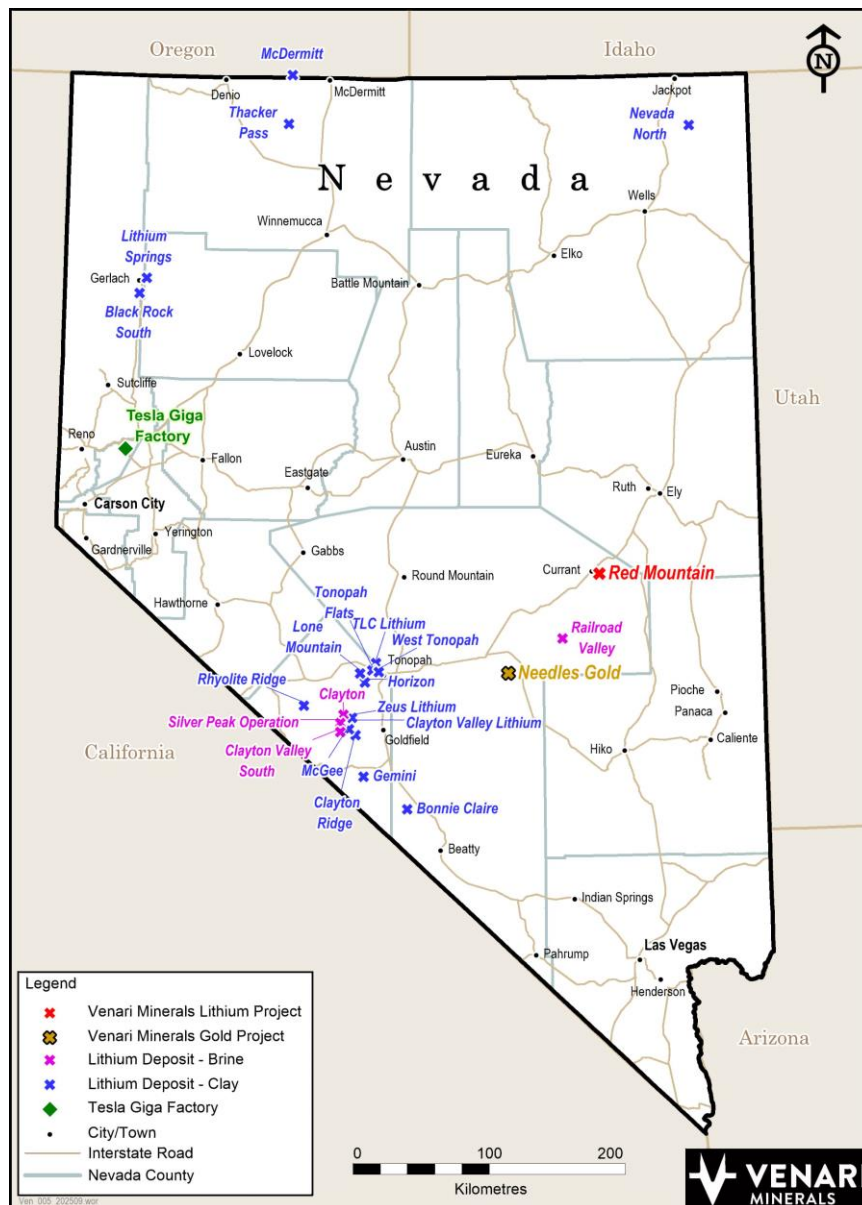 Oregon
McDermitt
Idaho
N
Denio
McDermitt
Jackpot
Thacker
Pass
Nevada
North
Nevada
Wells
Winnemucca
Lithium
Springs
Elko
Gerlach
Battle Mountain
Black Rock
South
Lovelock
Sutcliffe
Utah
Tesla Giga
Factory
Reno
Fallon
Austin
Eureka
Eastgate
Ruth
Ely
Carson City
Yerington
Gardnerville
Gabbs
Currant
Red Mountain
Round Mountain
Tonopah
Flats
Hawthorne
TLC Lithium
Lone
Mountain
West Tonopah
Railroad
Valley
Tonopah
Needles Gold
Rhyolite Ridge
Horizon
Clayton
Zeus Lithium
Pioche
Panaca
Silver Peak Operation
Clayton Valley Lithium
Goldfield
Caliente
California
Clayton Valley
South
Hiko
McGee
Gemini
Clayton
Ridge
Bonnie Claire
Beatty
Indian Springs
Pahrump
Las Vegas
Henderson
Arizona
Legend
Venari Minerals Lithium Project
Venari Minerals Gold Project
Lithium Deposit - Brine
Lithium Deposit - Clay
Tesla Giga Factory
City/Town
Interstate Road
Nevada County
0 100 200
Kilometres
VENARI
MINERALS
Ven_005_202509.wor